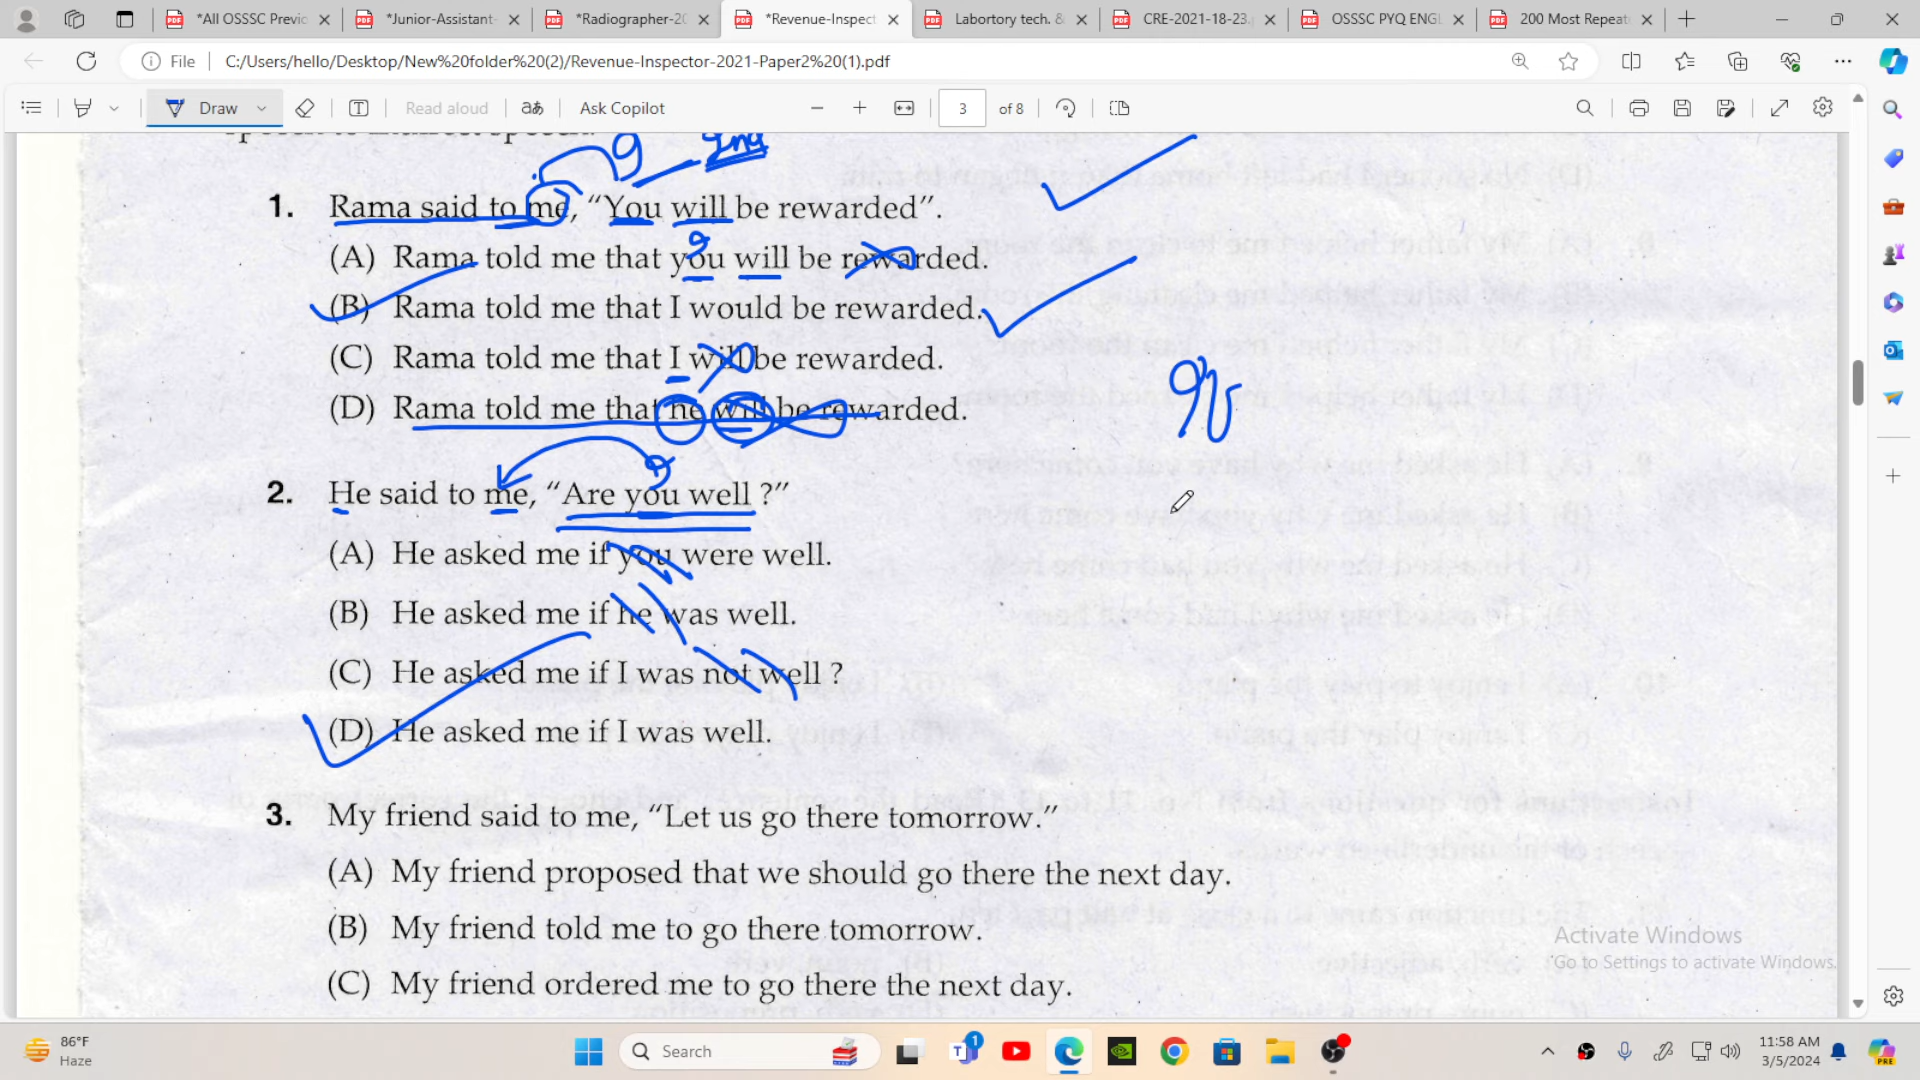 *All OSSSC Previo
*Junior-Assistant-
*Radiographer-20
*Revenue-Inspect
Labortory tech. &
CRE-2021-18-23.p
OSSSC PYQ ENGL
200 Most Repeat
File C:/Users/hello/Desktop/New%20folder%20(2)/Revenue-Inspector-2021-Paper2%20(1).pdf
Draw Read aloud Ask Copilot 3 of 8
2nd
1. Rama said to me, “You will be rewarded”.
(A) Rama told me that you will be rewarded.
(B) Rama told me that I would be rewarded.
(C) Rama told me that I will be rewarded.
(D) Rama told me that he will be rewarded.
2. He said to me, “Are you well ?”
(A) He asked me if you were well.
(B) He asked me if he was well.
(C) He asked me if I was not well ?
(D) He asked me if I was well.
3. My friend said to me, “Let us go there tomorrow.”
(A) My friend proposed that we should go there the next day.
(B) My friend told me to go there tomorrow.
(C) My friend ordered me to go there the next day.
Activate Windows
Go to Settings to activate Windows.
86°F
Haze
Search
1
11:58 AM
3/5/2024
PRE